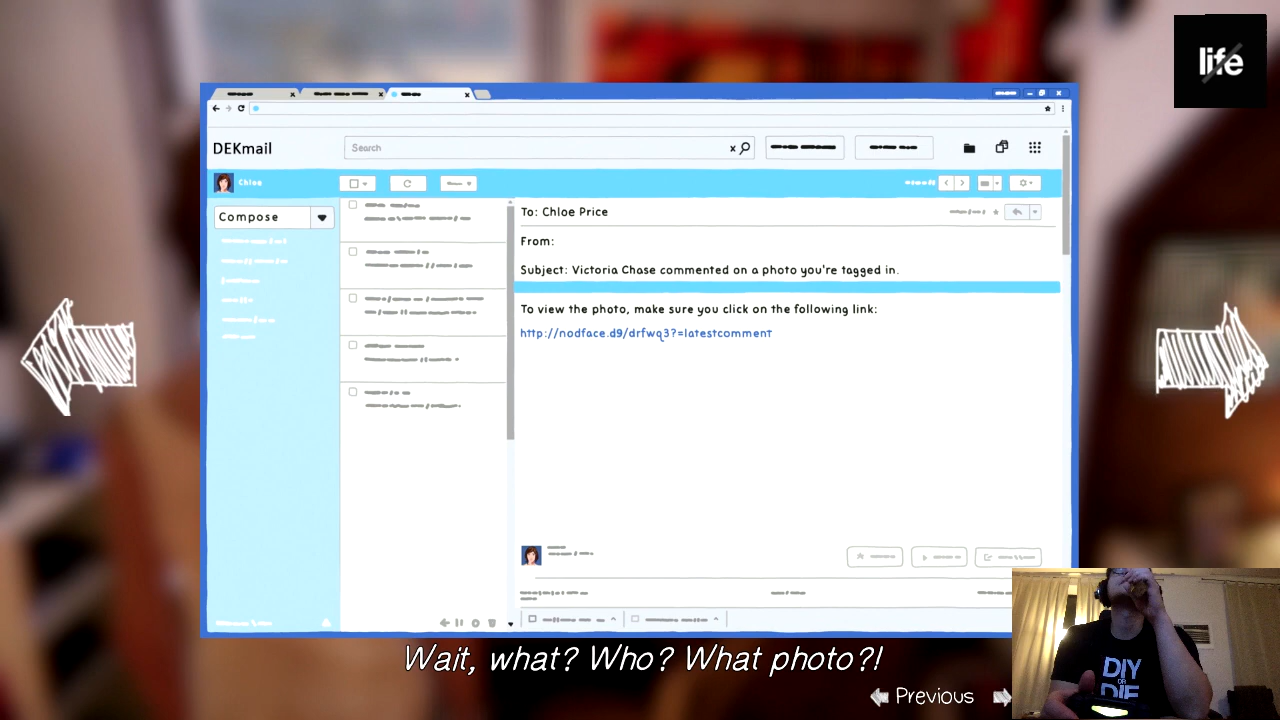 life
DEKmail
Search
Chloe
Compose
To: Chloe Price
From:
Subject: Victoria Chase commented on a photo you're tagged in.
To view the photo, make sure you click on the following link:
http://nodface.d9/drfwq3?=latestcomment
Wait, what? Who? What photo?!
Previous
DIY
OR
DIE